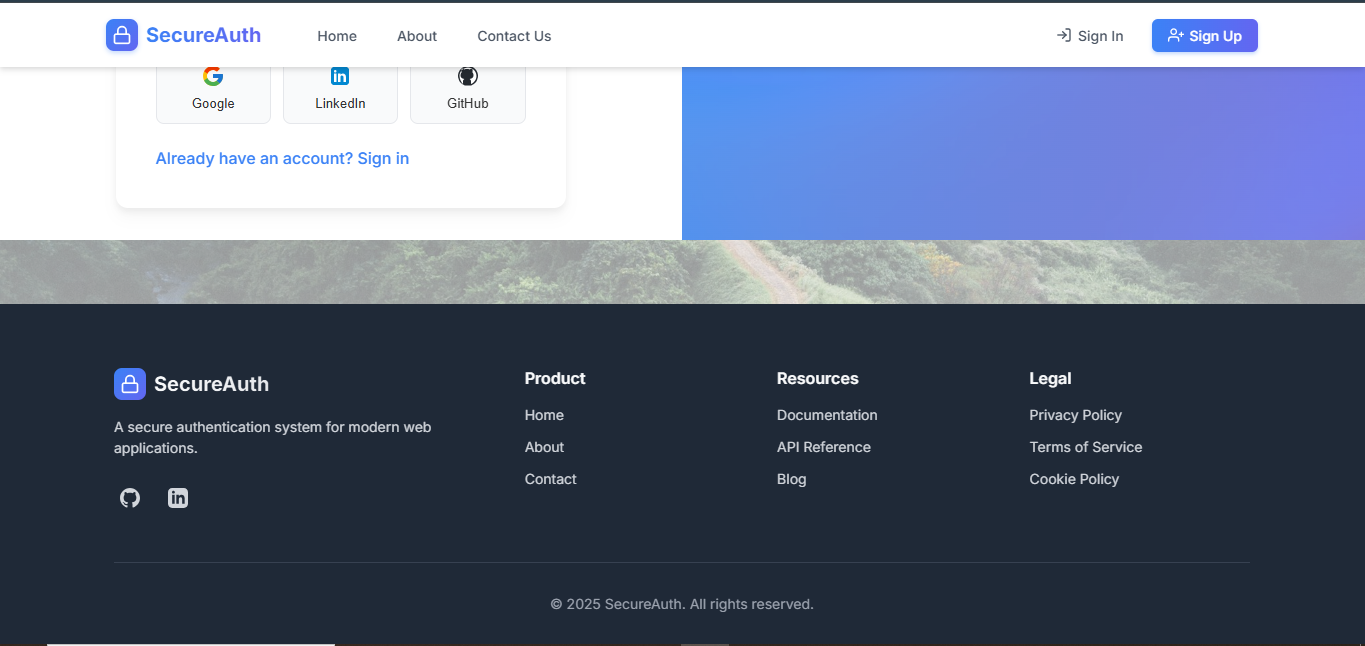 SecureAuth
Home
About
Contact Us
Sign In
Sign Up
Google
LinkedIn
GitHub
Already have an account? Sign in
SecureAuth
A secure authentication system for modern web
applications.
Product
Home
About
Contact
Resources
Documentation
API Reference
Blog
Legal
Privacy Policy
Terms of Service
Cookie Policy
© 2025 SecureAuth. All rights reserved.